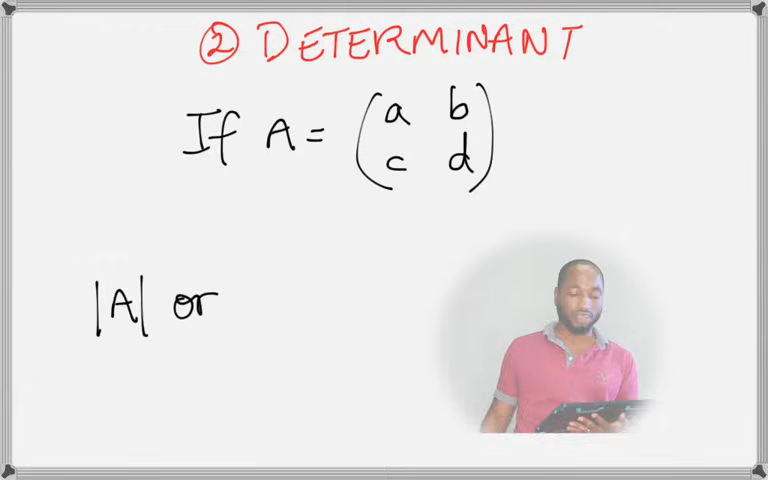 ② DETERMINANT
If A = (a b
c d)
|A| or